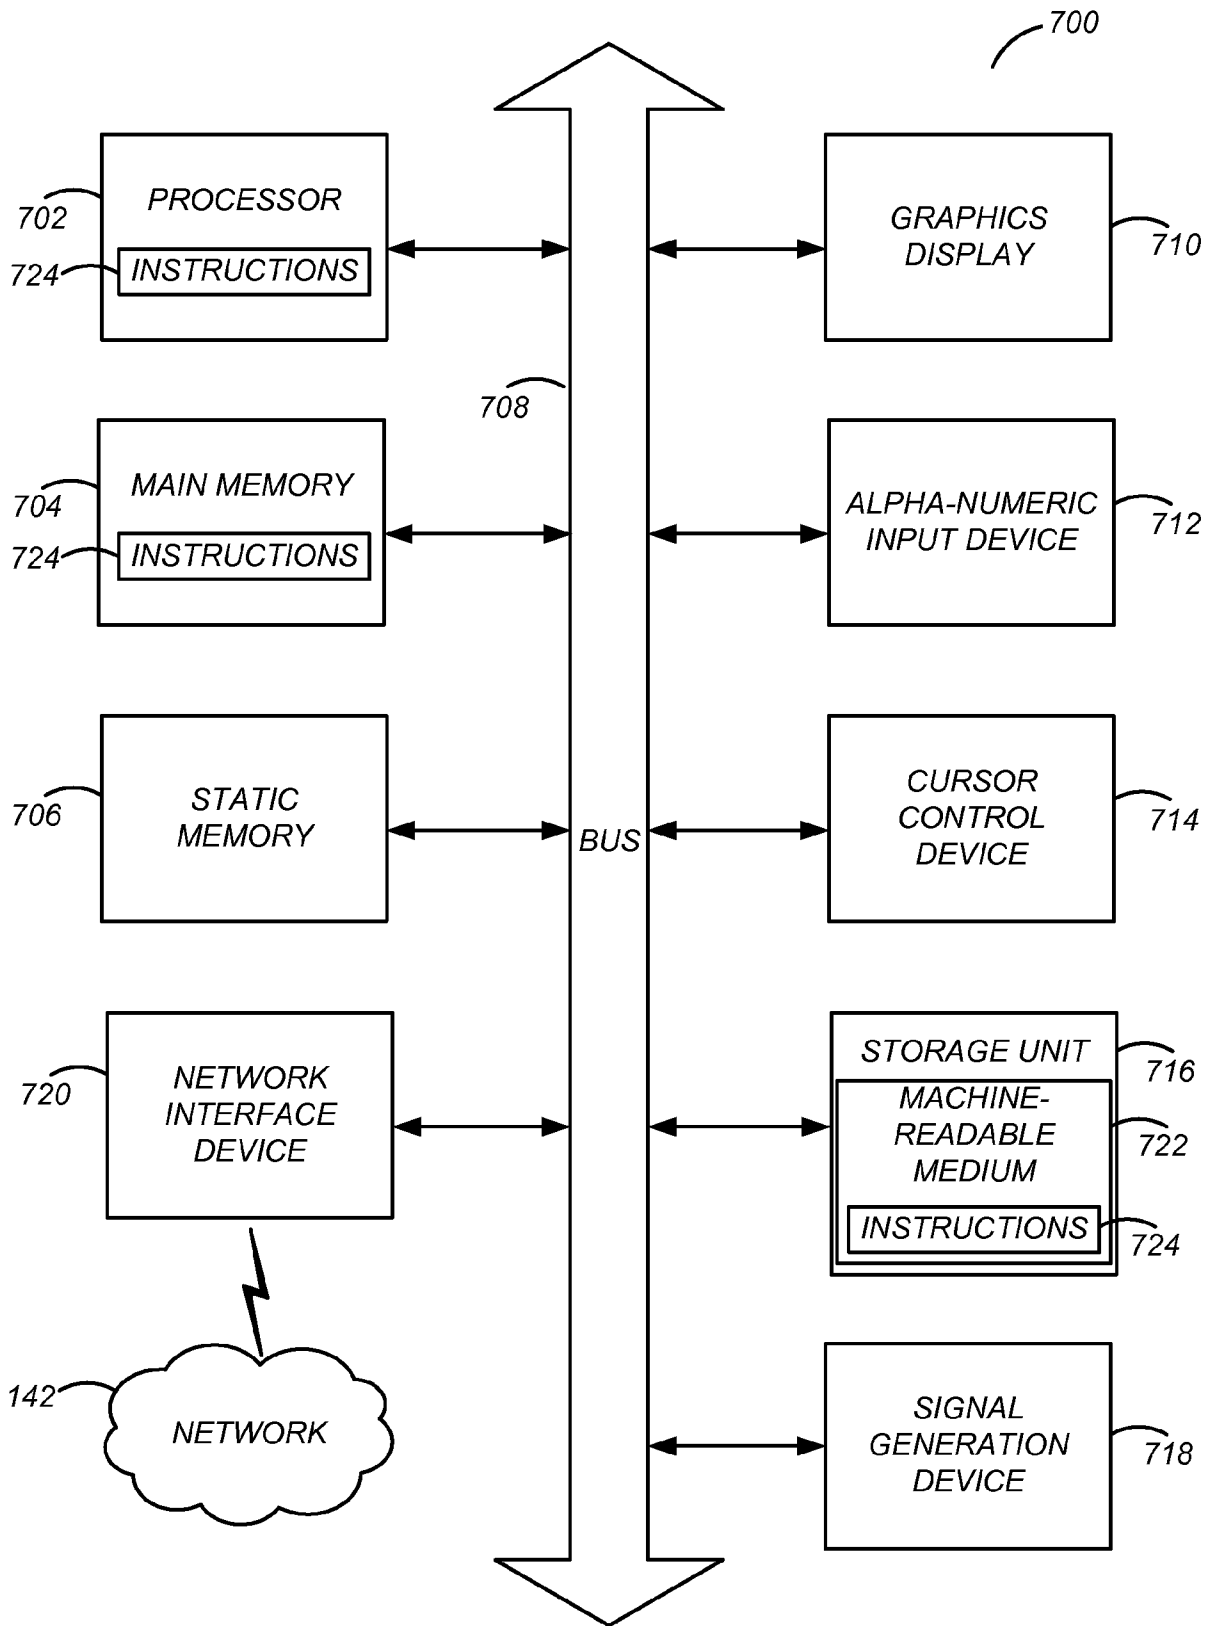 700
PROCESSOR
702
724
INSTRUCTIONS
GRAPHICS
DISPLAY
710
708
MAIN MEMORY
704
724
INSTRUCTIONS
ALPHA-NUMERIC
INPUT DEVICE
712
STATIC
MEMORY
706
BUS
CURSOR
CONTROL
DEVICE
714
NETWORK
INTERFACE
DEVICE
720
STORAGE UNIT
716
MACHINE-
READABLE
MEDIUM
722
INSTRUCTIONS
724
142
NETWORK
SIGNAL
GENERATION
DEVICE
718